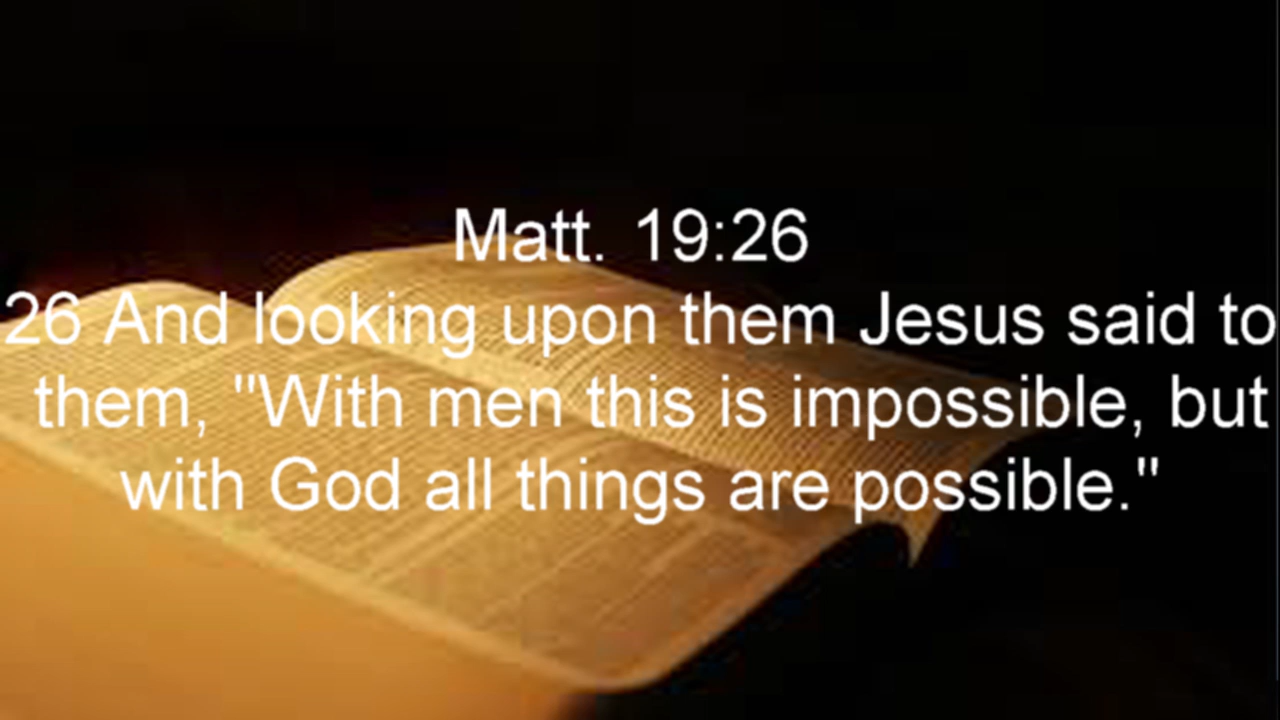 Matt. 19:26
26 And looking upon them Jesus said to
them, "With men this is impossible, but
with God all things are possible."